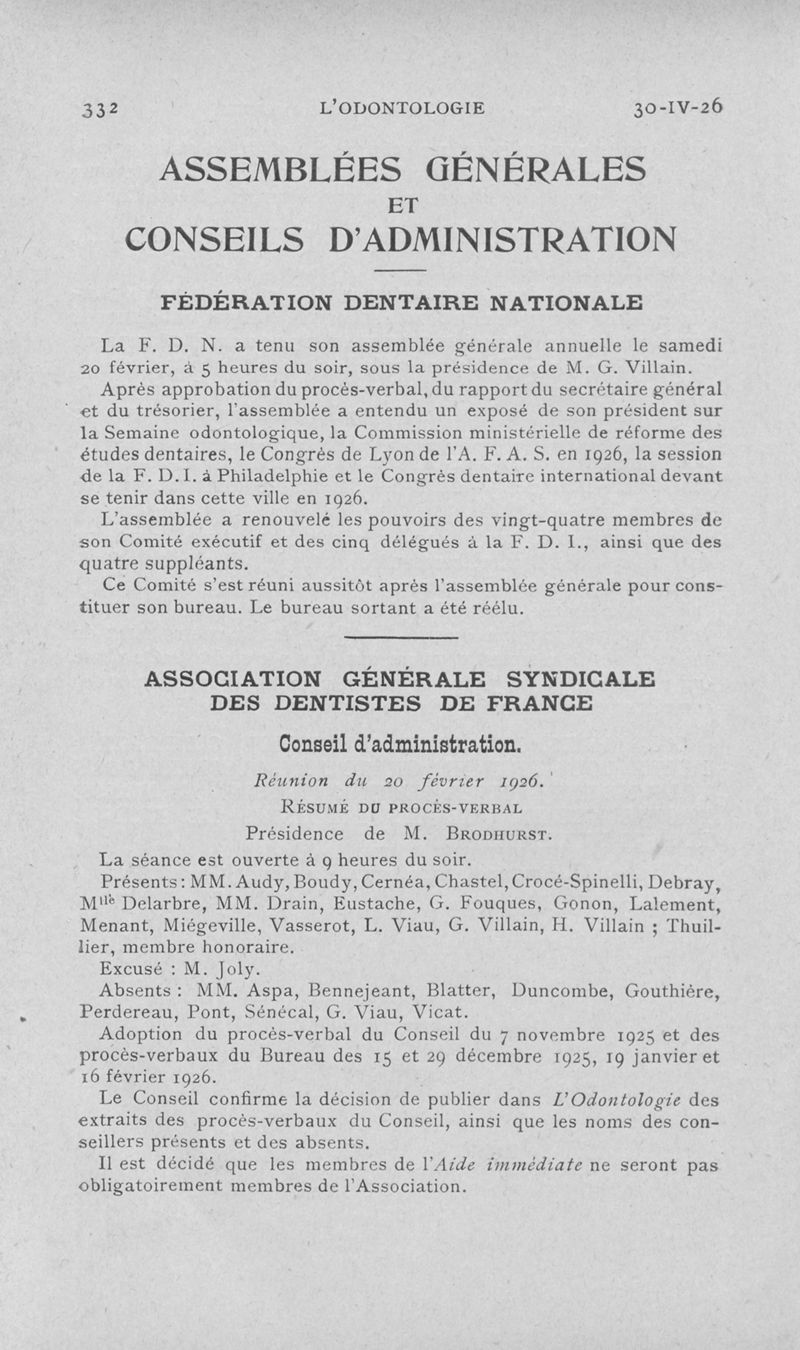 332 L'ODONTOLOGIE 30-IV-26
ASSEMBLÉES GÉNÉRALES
ET
CONSEILS D'ADMINISTRATION
FÉDÉRATION DENTAIRE NATIONALE
La F. D. N. a tenu son assemblée générale annuelle le samedi
20 février, à 5 heures du soir, sous la présidence de M. G. Villain.
Après approbation du procès-verbal, du rapport du secrétaire général
et du trésorier, l'assemblée a entendu un exposé de son président sur
la Semaine odontologique, la Commission ministérielle de réforme des
études dentaires, le Congrès de Lyon de l'A. F. A. S. en 1926, la session
de la F. D. I. à Philadelphie et le Congrès dentaire international devant
se tenir dans cette ville en 1926.
L'assemblée a renouvelé les pouvoirs des vingt-quatre membres de
son Comité exécutif et des cinq délégués à la F. D. I., ainsi que des
quatre suppléants.
Ce Comité s'est réuni aussitôt après l'assemblée générale pour cons-
tituer son bureau. Le bureau sortant a été réélu.
ASSOCIATION GÉNÉRALE SYNDICALE
DES DENTISTES DE FRANCE
Conseil d'administration.
Réunion du 20 février 1926.
RÉSUMÉ DU PROCÈS-VERBAL
Présidence de M. BRODHURST.
La séance est ouverte à 9 heures du soir.
Présents : MM. Audy, Boudy, Cernéa, Chastel, Crocé-Spinelli, Debray,
Mlle Delarbre, MM. Drain, Eustache, G. Fouques, Gonon, Lalement,
Menant, Miégeville, Vasserot, L. Viau, G. Villain, H. Villain ; Thuil-
lier, membre honoraire.
Excusé : M. Joly.
Absents : MM. Aspa, Bennejeant, Blatter, Duncombe, Gouthière,
Perdereau, Pont, Sénécal, G. Viau, Vicat.
Adoption du procès-verbal du Conseil du 7 novembre 1925 et des
procès-verbaux du Bureau des 15 et 29 décembre 1925, 19 janvier et
16 février 1926.
Le Conseil confirme la décision de publier dans L'Odontologie des
extraits des procès-verbaux du Conseil, ainsi que les noms des con-
seillers présents et des absents.
Il est décidé que les membres de l'Aide immédiate ne seront pas
obligatoirement membres de l'Association.